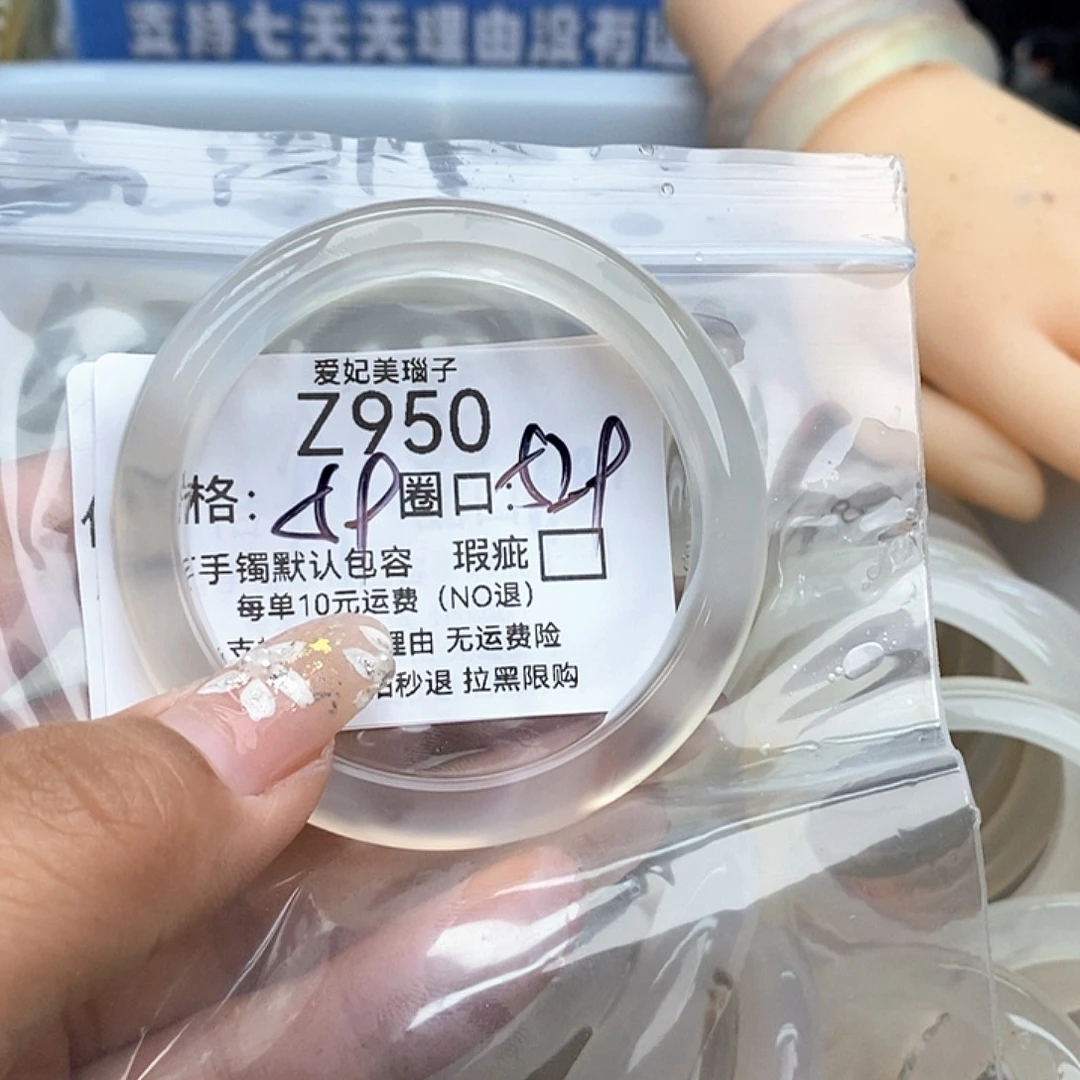 支持七天无理由没有运
爱妃美瑙子
Z950
格: 圈口:
手镯默认包容 瑕疵
每单10元运费（NO退）
理由 无运费险
秒退 拉黑限购